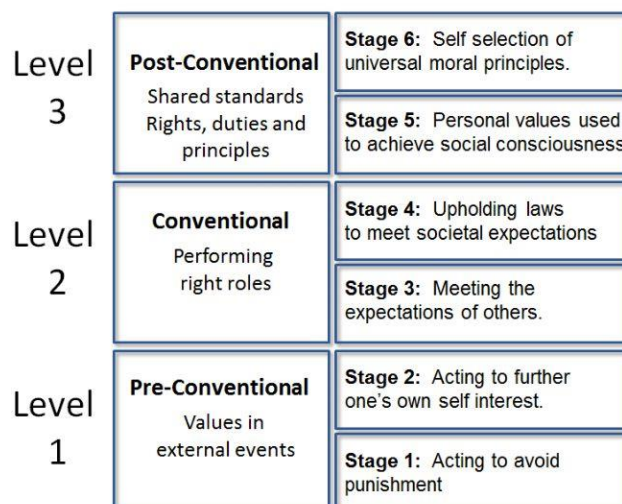 Level
3
Post-Conventional
Shared standards
Rights, duties and
principles
Stage 6: Self selection of
universal moral principles.
Stage 5: Personal values used
to achieve social consciousness
Level
2
Conventional
Performing
right roles
Stage 4: Upholding laws
to meet societal expectations
Stage 3: Meeting the
expectations of others.
Level
1
Pre-Conventional
Values in
external events
Stage 2: Acting to further
one's own self interest.
Stage 1: Acting to avoid
punishment